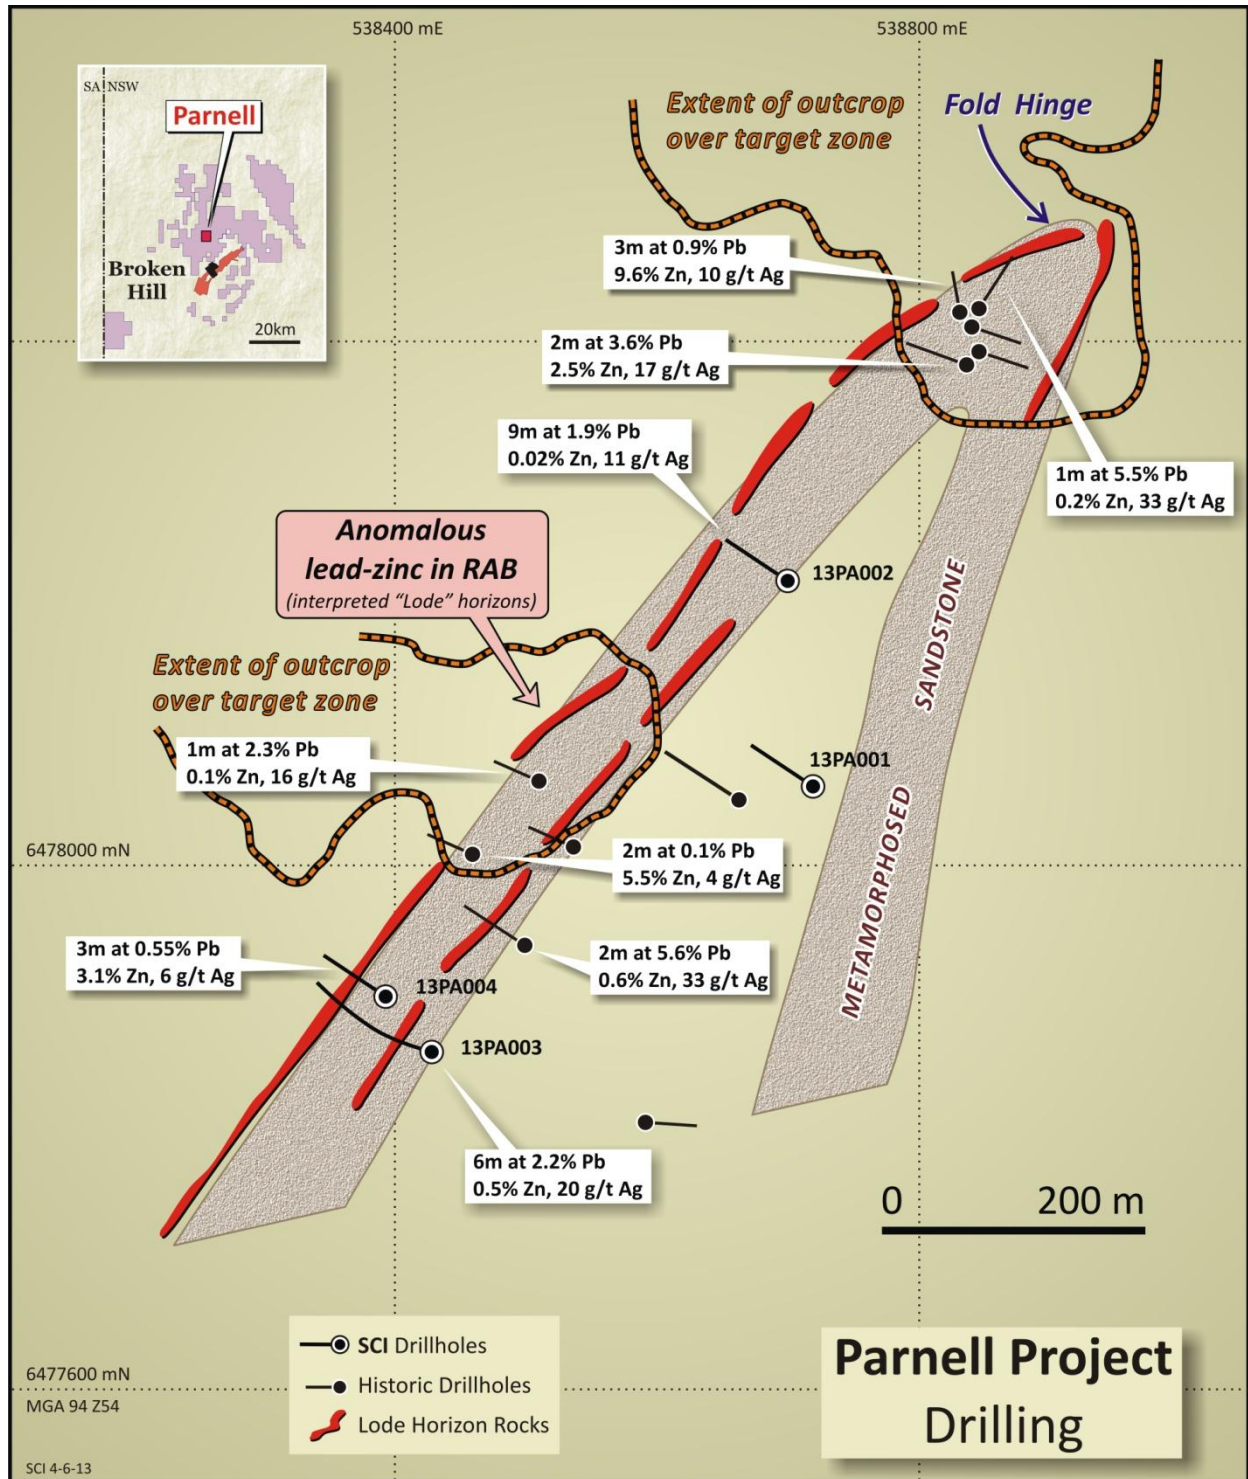 538400 mE
538800 mE
SA
NSW
Parnell
Broken
Hill
20km
Extent of outcrop
over target zone
Fold Hinge
3m at 0.9% Pb
9.6% Zn, 10 g/t Ag
2m at 3.6% Pb
2.5% Zn, 17 g/t Ag
9m at 1.9% Pb
0.02% Zn, 11 g/t Ag
1m at 5.5% Pb
0.2% Zn, 33 g/t Ag
Anomalous
lead-zinc in RAB
(interpreted "Lode" horizons)
13PA002
SANDSTONE
Extent of outcrop
over target zone
1m at 2.3% Pb
0.1% Zn, 16 g/t Ag
13PA001
METAMORPHOSED
6478000 mN
2m at 0.1% Pb
5.5% Zn, 4 g/t Ag
3m at 0.55% Pb
3.1% Zn, 6 g/t Ag
2m at 5.6% Pb
0.6% Zn, 33 g/t Ag
13PA004
13PA003
6m at 2.2% Pb
0.5% Zn, 20 g/t Ag
0 200 m
SCI Drillholes
Historic Drillholes
Lode Horizon Rocks
Parnell Project
Drilling
6477600 mN
MGA 94 Z54
SCI 4-6-13